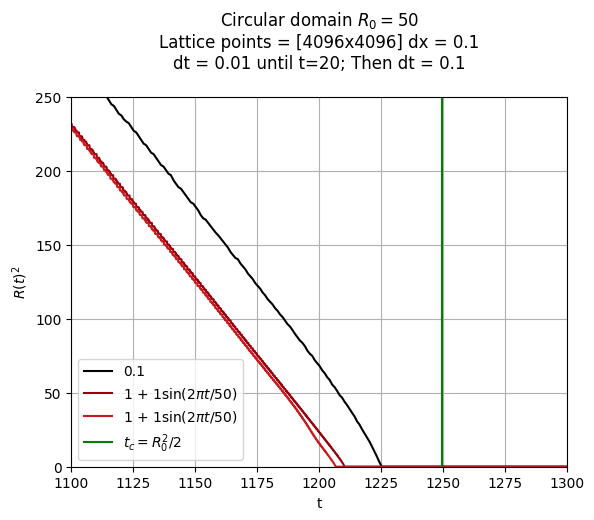 Circular domain $R_0 = 50$
Lattice points = [4096x4096] dx = 0.1
dt = 0.01 until t=20; Then dt = 0.1
R(t)²
250
200
150
100
50
0
0.1
1 + 1sin(2πt/50)
1 + 1sin(2πt/50)
t_c = R_0²/2
1100 1125 1150 1175 1200 1225 1250 1275 1300
t